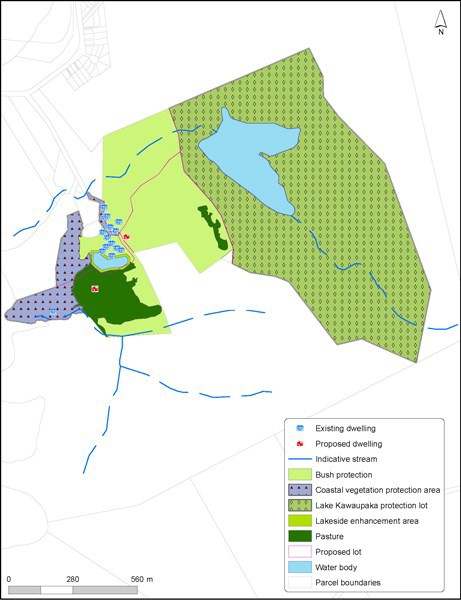 N
Existing dwelling
Proposed dwelling
Indicative stream
Bush protection
Coastal vegetation protection area
Lake Kawaupaka protection lot
Lakeside enhancement area
Pasture
Proposed lot
Water body
Parcel boundaries
0 280 560 m